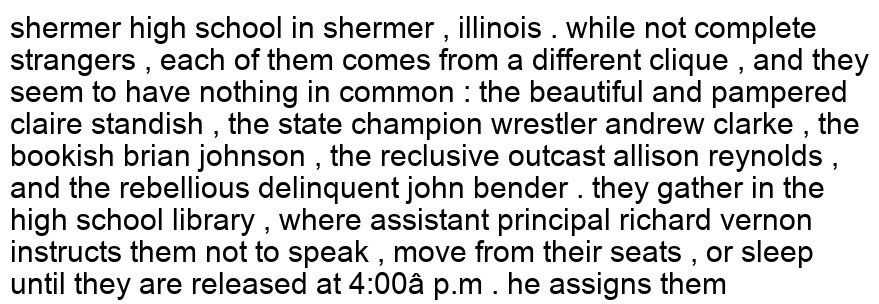 shermer high school in shermer , illinois . while not complete
strangers , each of them comes from a different clique , and they
seem to have nothing in common : the beautiful and pampered
claire standish , the state champion wrestler andrew clarke , the
bookish brian johnson , the reclusive outcast allison reynolds ,
and the rebellious delinquent john bender . they gather in the
high school library , where assistant principal richard vernon
instructs them not to speak , move from their seats , or sleep
until they are released at 4:00â p.m . he assigns them